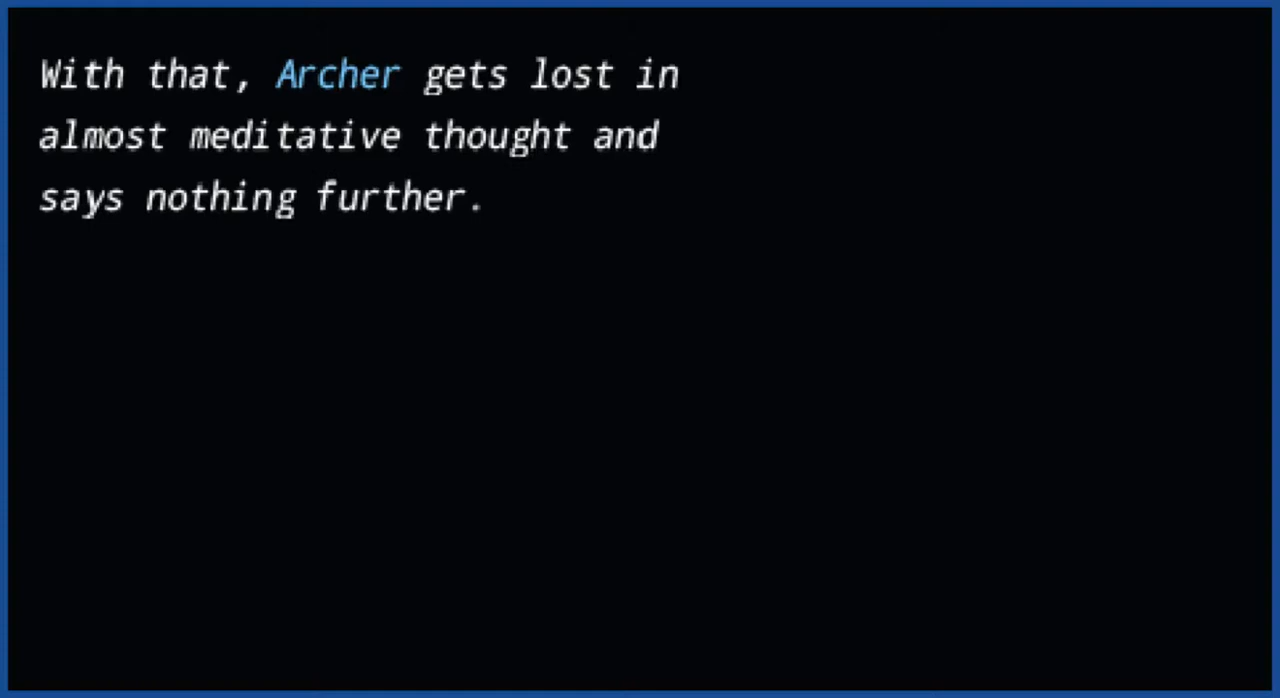 With that, Archer gets lost in
almost meditative thought and
says nothing further.